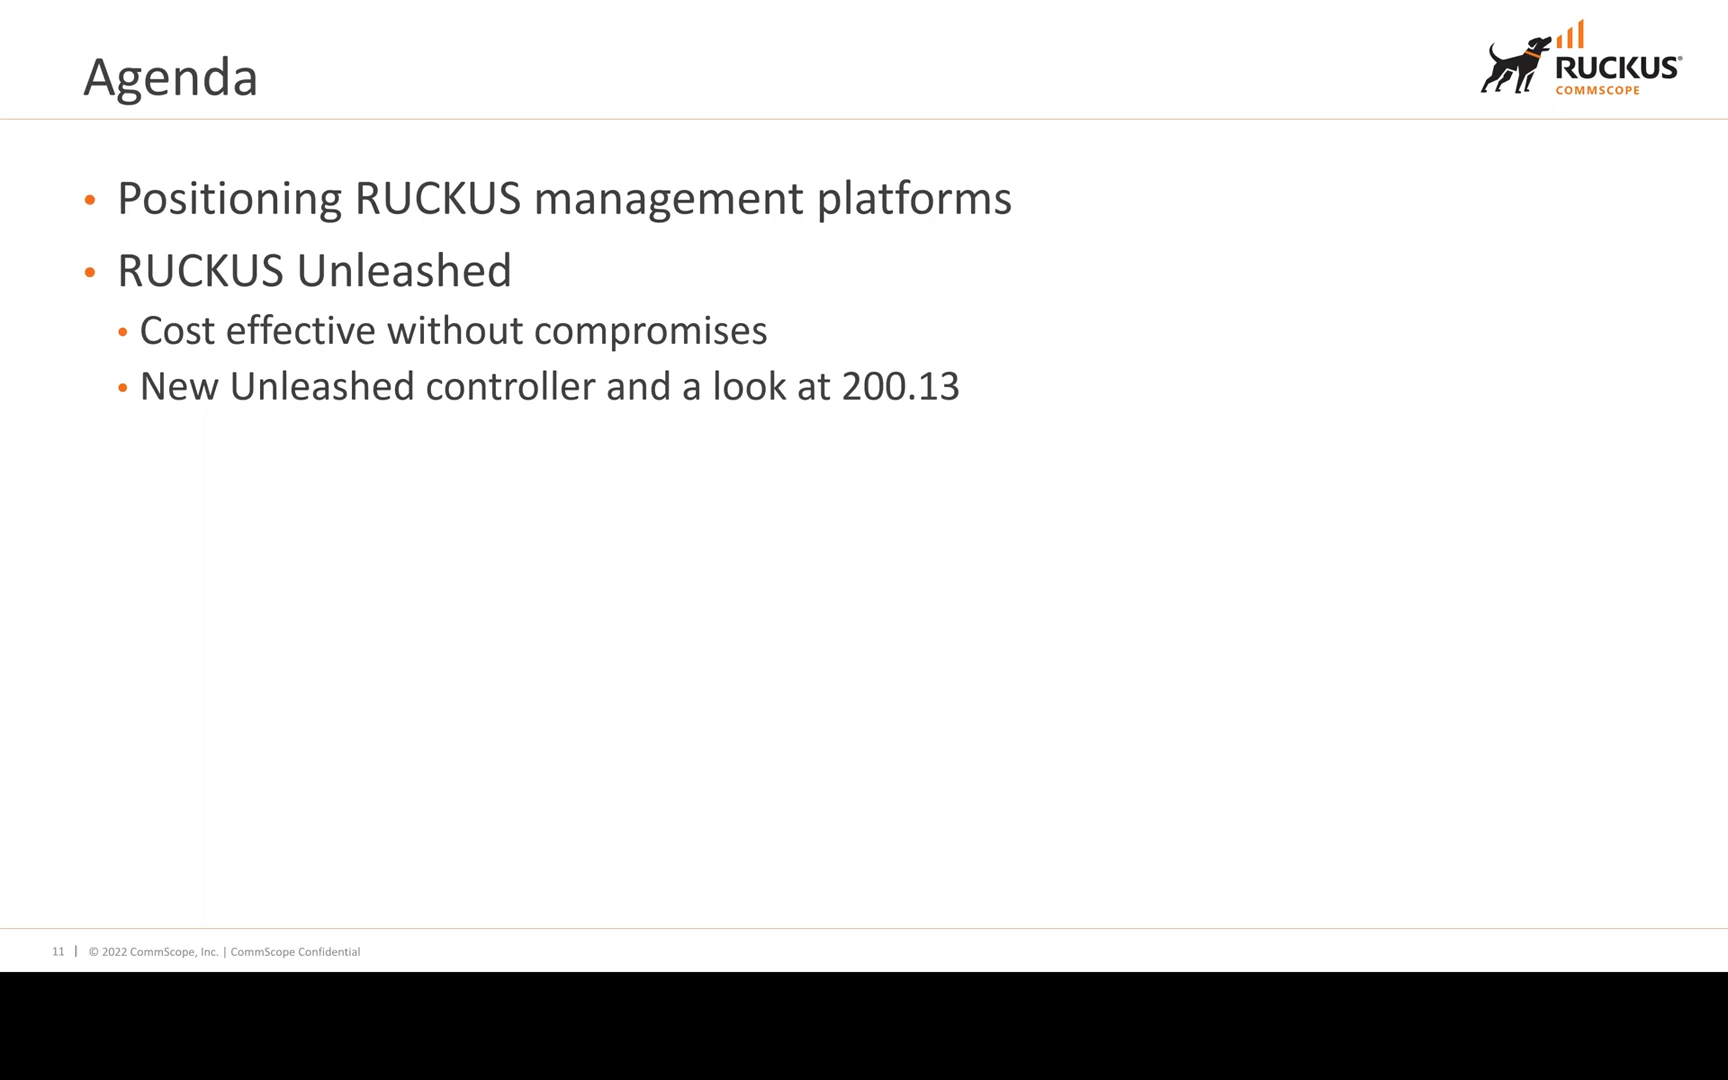 Agenda
RUCKUS®
COMMSCOPE
• Positioning RUCKUS management platforms
• RUCKUS Unleashed
• Cost effective without compromises
• New Unleashed controller and a look at 200.13
11 | © 2022 CommScope, Inc. | CommScope Confidential